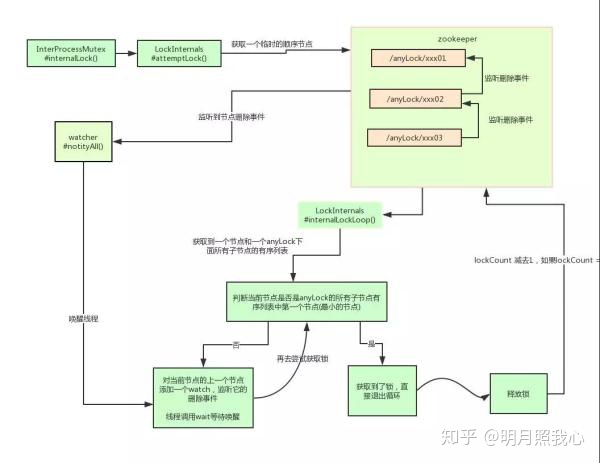 zookeeper
InterProcessMutex
#internalLock()
LockInternals
#attemptLock()
获取一个临时的顺序节点
/anyLock/xxx01
监听删除事件
/anyLock/xxx02
监听删除事件
/anyLock/xxx03
监听到节点删除事件
watcher
#notityAll()
LockInternals
#internalLockLoop()
获取到一个节点和一个anyLock下
面所有子节点的有序列表
lockCount 减去1，如果lockCount =
判断当前节点是否是anyLock的所有子节点有
序列表中第一个节点(最小的节点)
唤醒线程
否
再去尝试获取锁
是
对当前节点的上一个节点
添加一个watch，监听它的
删除事件
线程调用wait等待唤醒
获取到了锁，直
接退出循环
释放锁
知乎 @明月照我心